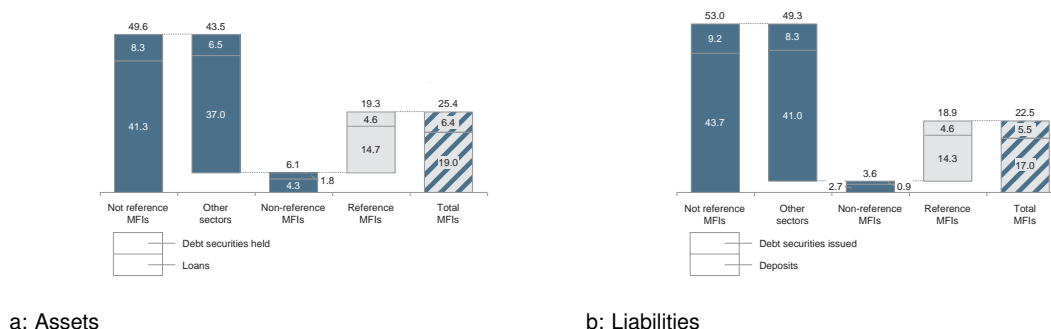 49.6 43.5
8.3 6.5
41.3 37.0
19.3 25.4
4.6 6.4
14.7 19.0
6.1
1.8
4.3
Not reference MFIs
Other sectors
Non-reference MFIs
Reference MFIs
Total MFIs
Debt securities held
Loans
a: Assets
53.0 49.3
9.2 8.3
43.7 41.0
18.9 22.5
4.6 5.5
14.3 17.0
3.6
2.7 0.9
Not reference MFIs
Other sectors
Non-reference MFIs
Reference MFIs
Total MFIs
Debt securities issued
Deposits
b: Liabilities